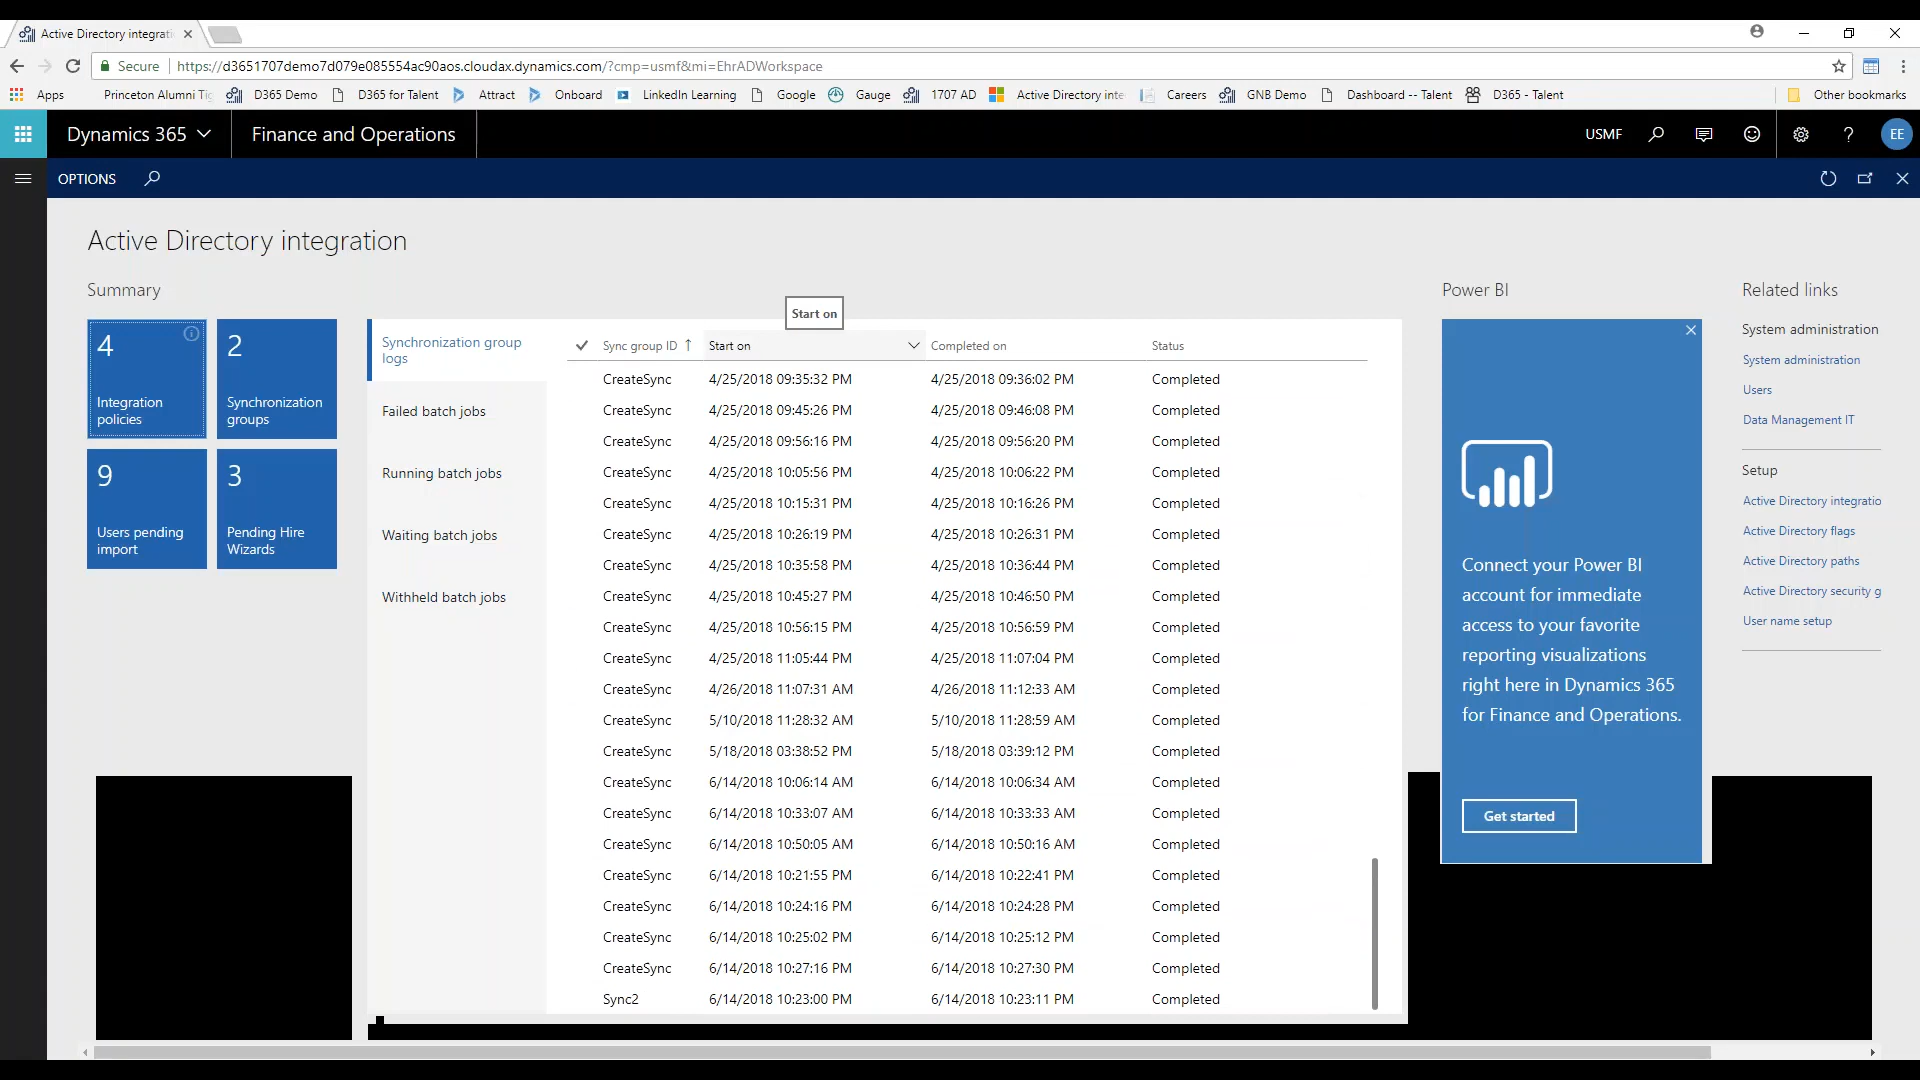 Active Directory integrati
Secure
https://d3651707demo7d079e085554ac90aos.cloudax.dynamics.com/?cmp=usmf&mi=EhrADWorkspace
Apps
Princeton Alumni Tig
D365 Demo
D365 for Talent
Attract
Onboard
LinkedIn Learning
Google
Gauge
1707 AD
Active Directory inte
Careers
GNB Demo
Dashboard -- Talent
D365 - Talent
Other bookmarks
Dynamics 365
Finance and Operations
USMF
?
EE
OPTIONS
Active Directory integration
Summary
4
Integration
policies
2
Synchronization
groups
9
Users pending
import
3
Pending Hire
Wizards
Synchronization group
logs
Failed batch jobs
Running batch jobs
Waiting batch jobs
Withheld batch jobs
Start on
Sync group ID ↑ Start on Completed on Status
CreateSync 4/25/2018 09:35:32 PM 4/25/2018 09:36:02 PM Completed
CreateSync 4/25/2018 09:45:26 PM 4/25/2018 09:46:08 PM Completed
CreateSync 4/25/2018 09:56:16 PM 4/25/2018 09:56:20 PM Completed
CreateSync 4/25/2018 10:05:56 PM 4/25/2018 10:06:22 PM Completed
CreateSync 4/25/2018 10:15:31 PM 4/25/2018 10:16:26 PM Completed
CreateSync 4/25/2018 10:26:19 PM 4/25/2018 10:26:31 PM Completed
CreateSync 4/25/2018 10:35:58 PM 4/25/2018 10:36:44 PM Completed
CreateSync 4/25/2018 10:45:27 PM 4/25/2018 10:46:50 PM Completed
CreateSync 4/25/2018 10:56:15 PM 4/25/2018 10:56:59 PM Completed
CreateSync 4/25/2018 11:05:44 PM 4/25/2018 11:07:04 PM Completed
CreateSync 4/26/2018 11:07:31 AM 4/26/2018 11:12:33 AM Completed
CreateSync 5/10/2018 11:28:32 AM 5/10/2018 11:28:59 AM Completed
CreateSync 5/18/2018 03:38:52 PM 5/18/2018 03:39:12 PM Completed
CreateSync 6/14/2018 10:06:14 AM 6/14/2018 10:06:34 AM Completed
CreateSync 6/14/2018 10:33:07 AM 6/14/2018 10:33:33 AM Completed
CreateSync 6/14/2018 10:50:05 AM 6/14/2018 10:50:16 AM Completed
CreateSync 6/14/2018 10:21:55 PM 6/14/2018 10:22:41 PM Completed
CreateSync 6/14/2018 10:24:16 PM 6/14/2018 10:24:28 PM Completed
CreateSync 6/14/2018 10:25:02 PM 6/14/2018 10:25:12 PM Completed
CreateSync 6/14/2018 10:27:16 PM 6/14/2018 10:27:30 PM Completed
Sync2 6/14/2018 10:23:00 PM 6/14/2018 10:23:11 PM Completed
Power BI
Connect your Power BI
account for immediate
access to your favorite
reporting visualizations
right here in Dynamics 365
for Finance and Operations.
Get started
Related links
System administration
System administration
Users
Data Management IT
Setup
Active Directory integratio
Active Directory flags
Active Directory paths
Active Directory security g
User name setup